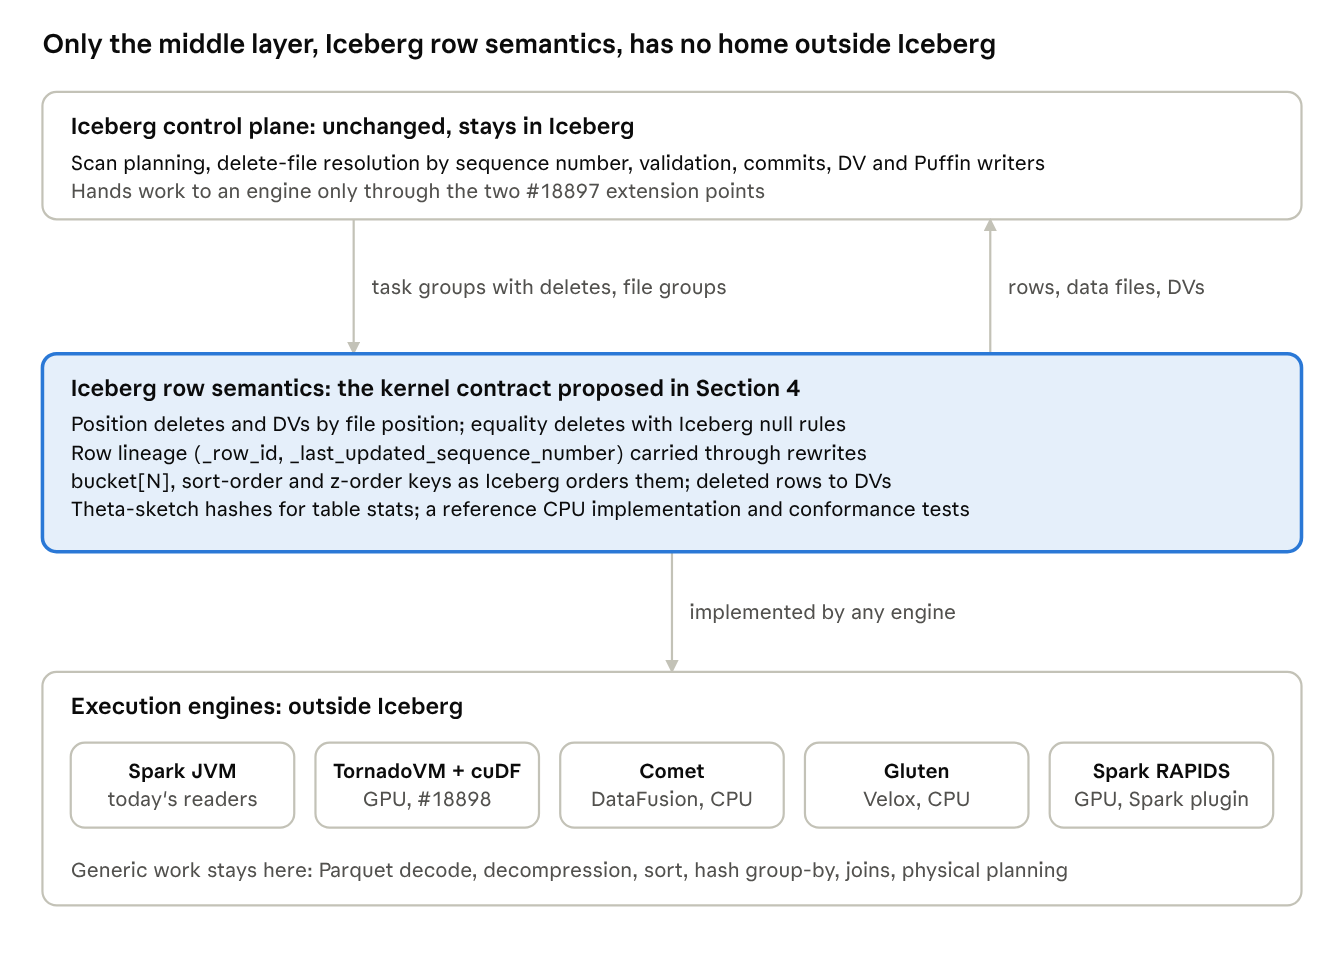 Only the middle layer, Iceberg row semantics, has no home outside Iceberg
Iceberg control plane: unchanged, stays in Iceberg
Scan planning, delete-file resolution by sequence number, validation, commits, DV and Puffin writers
Hands work to an engine only through the two #18897 extension points
task groups with deletes, file groups
rows, data files, DVs
Iceberg row semantics: the kernel contract proposed in Section 4
Position deletes and DVs by file position; equality deletes with Iceberg null rules
Row lineage (_row_id, _last_updated_sequence_number) carried through rewrites
bucket[N], sort-order and z-order keys as Iceberg orders them; deleted rows to DVs
Theta-sketch hashes for table stats; a reference CPU implementation and conformance tests
implemented by any engine
Execution engines: outside Iceberg
Spark JVM
today's readers
TornadoVM + cuDF
GPU, #18898
Comet
DataFusion, CPU
Gluten
Velox, CPU
Spark RAPIDS
GPU, Spark plugin
Generic work stays here: Parquet decode, decompression, sort, hash group-by, joins, physical planning